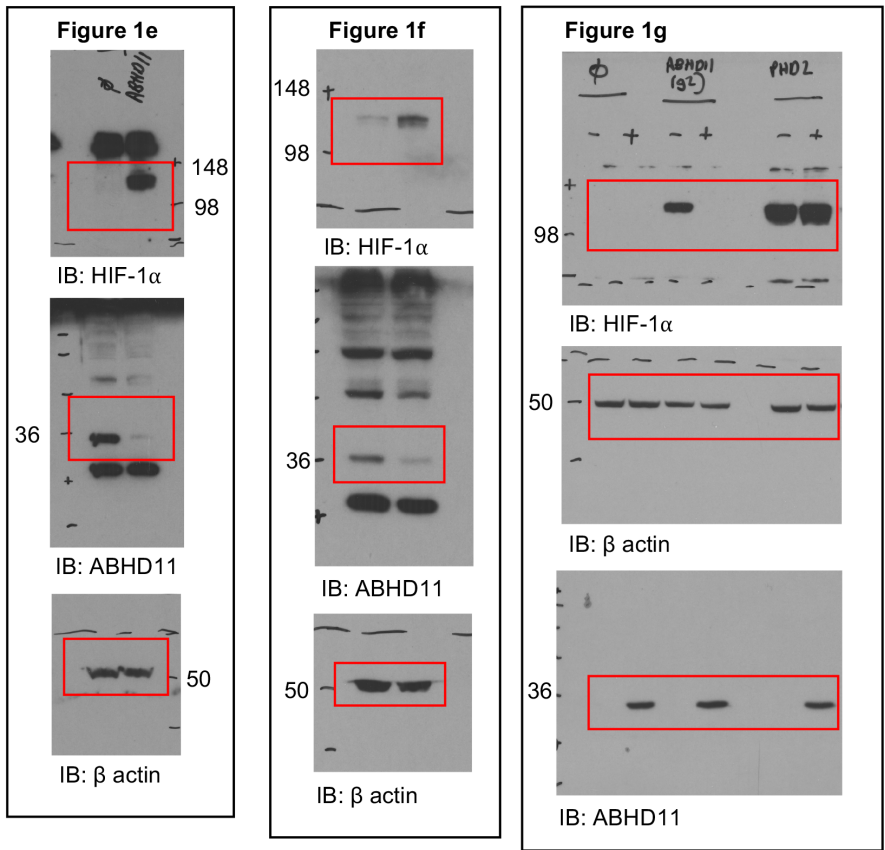 Figure 1e
ø
ABHD11
148
98
IB: HIF-1α
36
IB: ABHD11
50
IB: β actin
Figure 1f
148
98
IB: HIF-1α
36
IB: ABHD11
50
IB: β actin
Figure 1g
ø ABHD11 PHD2
(g2)
- + - + - +
98
IB: HIF-1α
50
IB: β actin
36
IB: ABHD11